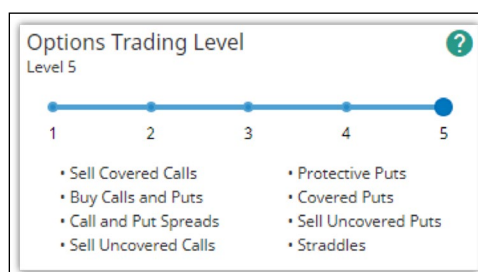 Options Trading Level
?
Level 5
1 2 3 4 5
• Sell Covered Calls
• Buy Calls and Puts
• Call and Put Spreads
• Sell Uncovered Calls
• Protective Puts
• Covered Puts
• Sell Uncovered Puts
• Straddles